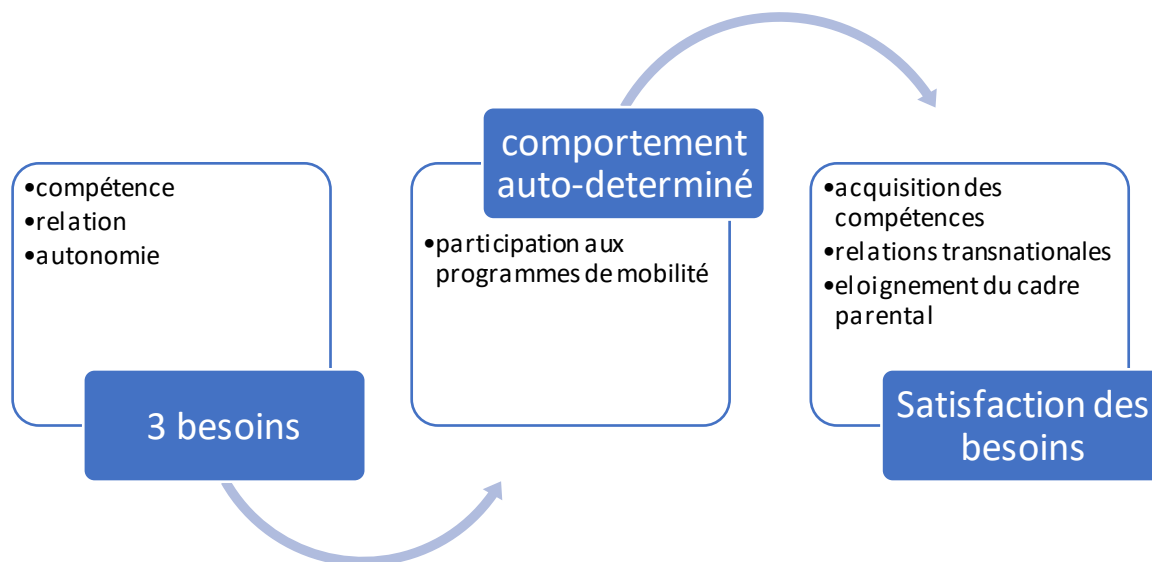 •compétence
•relation
•autonomie
3 besoins
comportement
auto-determiné
•participation aux
programmes de mobilité
•acquisition des
compétences
•relations transnationales
•eloignement du cadre
parental
Satisfaction des
besoins